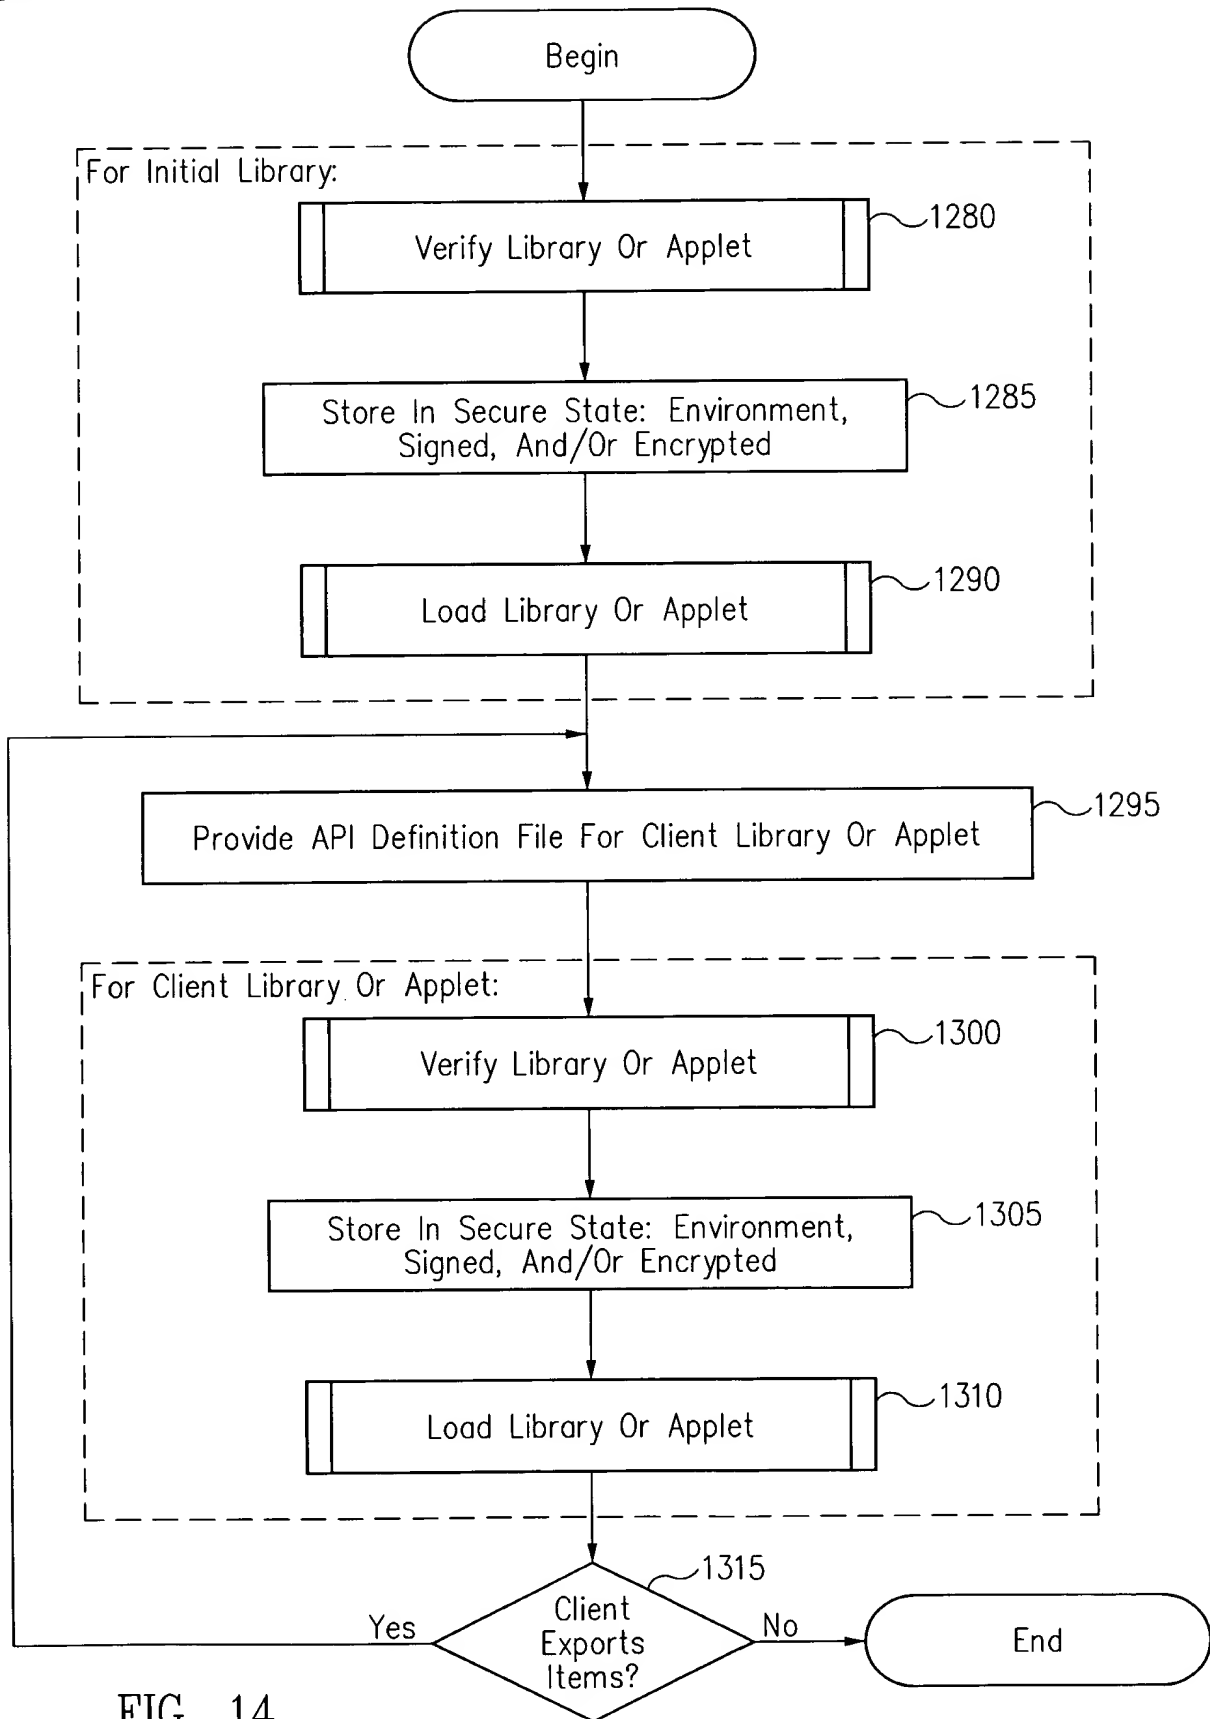 Begin
For Initial Library:
Verify Library Or Applet
1280
Store In Secure State: Environment,
Signed, And/Or Encrypted
1285
Load Library Or Applet
1290
Provide API Definition File For Client Library Or Applet
1295
For Client Library Or Applet:
Verify Library Or Applet
1300
Store In Secure State: Environment,
Signed, And/Or Encrypted
1305
Load Library Or Applet
1310
1315
Client
Exports
Items?
Yes
No
End
FIG. 14